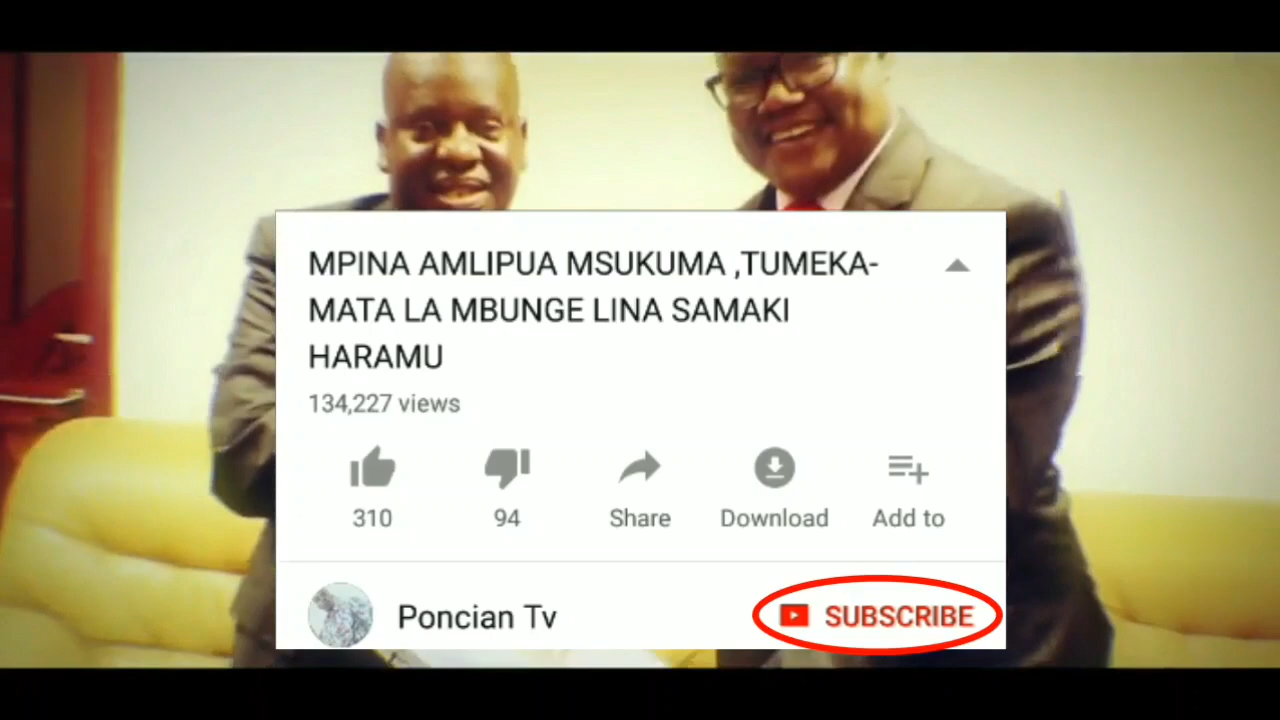 MPINA AMLIPUA MSUKUMA ,TUMEKA-
MATA LA MBUNGE LINA SAMAKI
HARAMU
134,227 views
310
94
Share
Download
Add to
Poncian Tv
SUBSCRIBE